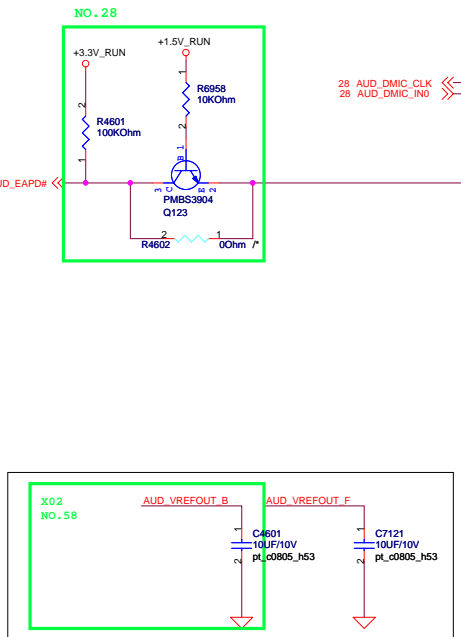 NO.28
+3.3V_RUN
+1.5V_RUN
28 AUD_DMIC_CLK
28 AUD_DMIC_IN0
1
R6958
10KOhm
2
2
R4601
100KOhm
1
B 1
UD_EAPD#
3 C
E 2
PMBS3904
Q123
2
1
R4602
0Ohm /*
X02
NO.58
AUD_VREFOUT_B
AUD_VREFOUT_F
1
C4601
10UF/10V
pt_c0805_h53
2
1
C7121
10UF/10V
pt_c0805_h53
2